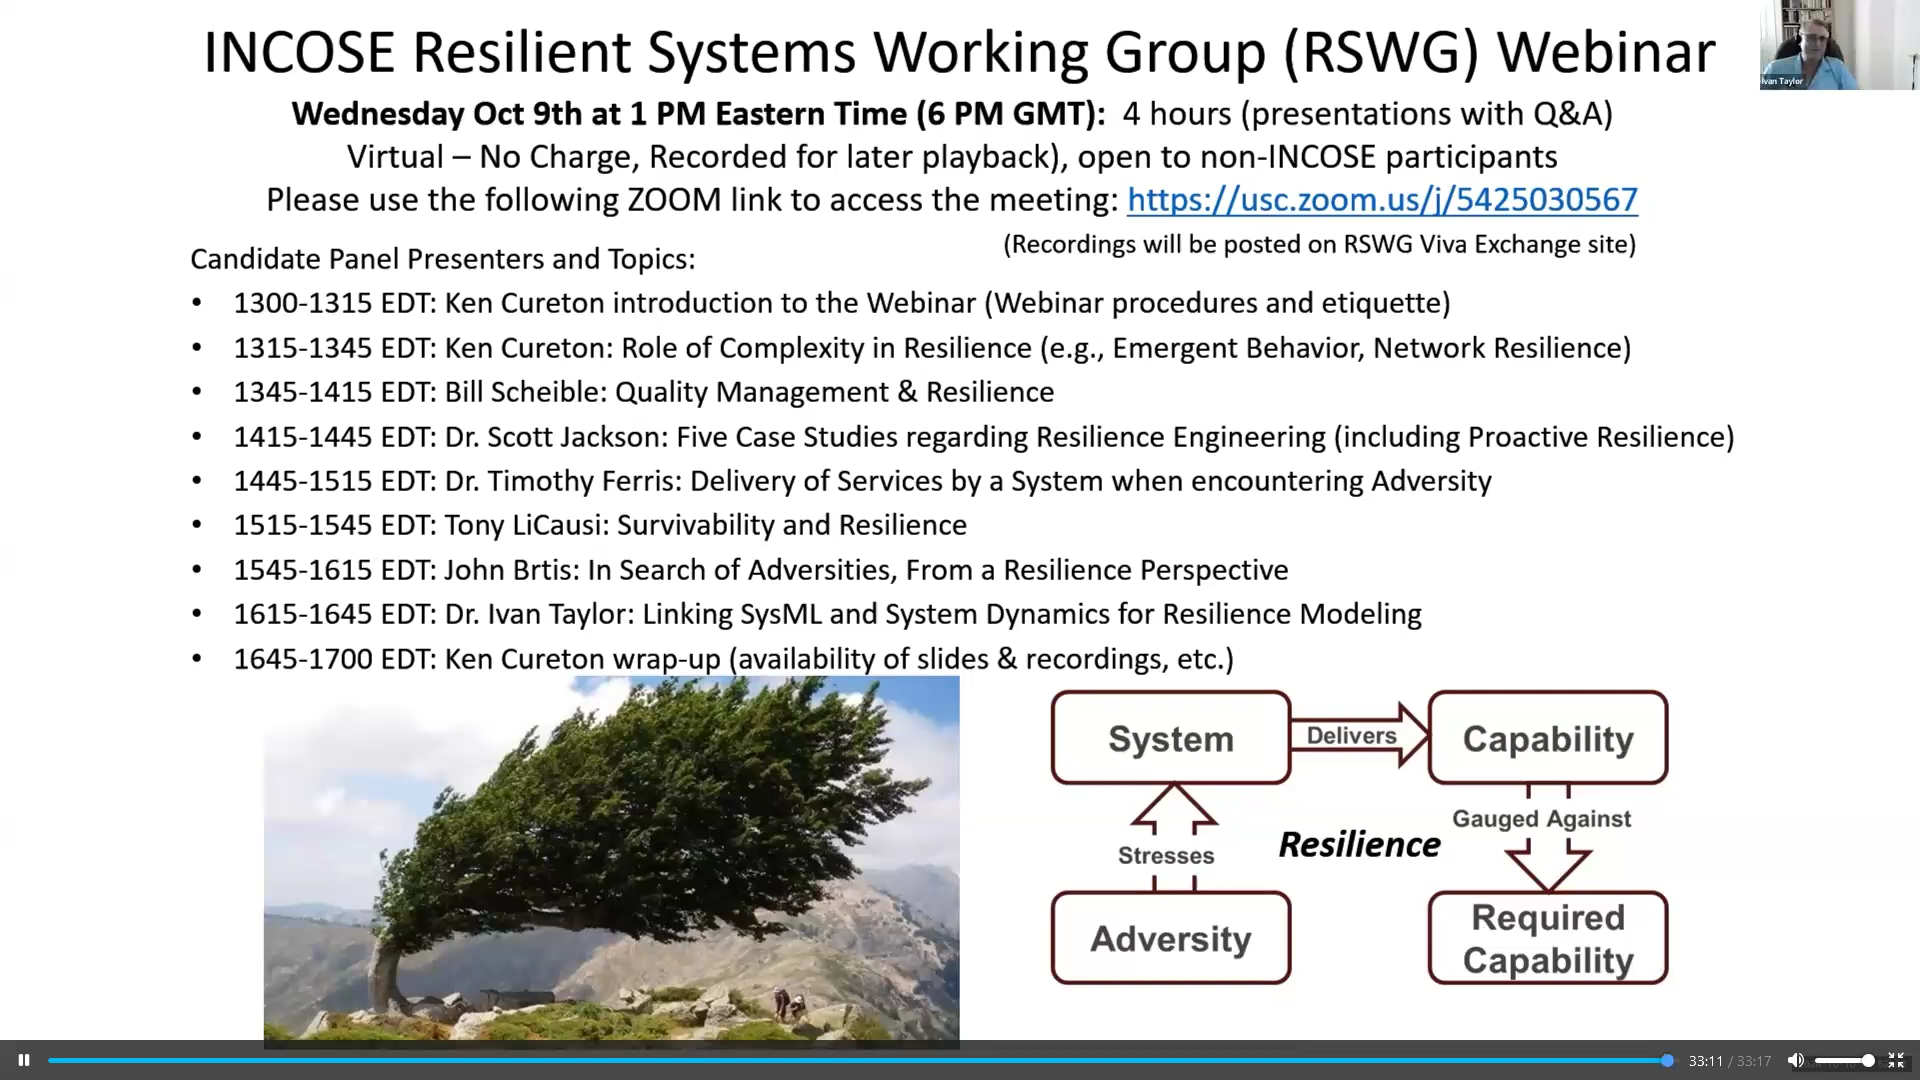 INCOSE Resilient Systems Working Group (RSWG) Webinar
Ivan Taylor
Wednesday Oct 9th at 1 PM Eastern Time (6 PM GMT): 4 hours (presentations with Q&A)
Virtual – No Charge, Recorded for later playback), open to non-INCOSE participants
Please use the following ZOOM link to access the meeting: https://usc.zoom.us/j/5425030567
(Recordings will be posted on RSWG Viva Exchange site)
Candidate Panel Presenters and Topics:
• 1300-1315 EDT: Ken Cureton introduction to the Webinar (Webinar procedures and etiquette)
• 1315-1345 EDT: Ken Cureton: Role of Complexity in Resilience (e.g., Emergent Behavior, Network Resilience)
• 1345-1415 EDT: Bill Scheible: Quality Management & Resilience
• 1415-1445 EDT: Dr. Scott Jackson: Five Case Studies regarding Resilience Engineering (including Proactive Resilience)
• 1445-1515 EDT: Dr. Timothy Ferris: Delivery of Services by a System when encountering Adversity
• 1515-1545 EDT: Tony LiCausi: Survivability and Resilience
• 1545-1615 EDT: John Brtis: In Search of Adversities, From a Resilience Perspective
• 1615-1645 EDT: Dr. Ivan Taylor: Linking SysML and System Dynamics for Resilience Modeling
• 1645-1700 EDT: Ken Cureton wrap-up (availability of slides & recordings, etc.)
System
Delivers
Capability
Gauged Against
Resilience
Stresses
Adversity
Required
Capability
33:11 / 33:17